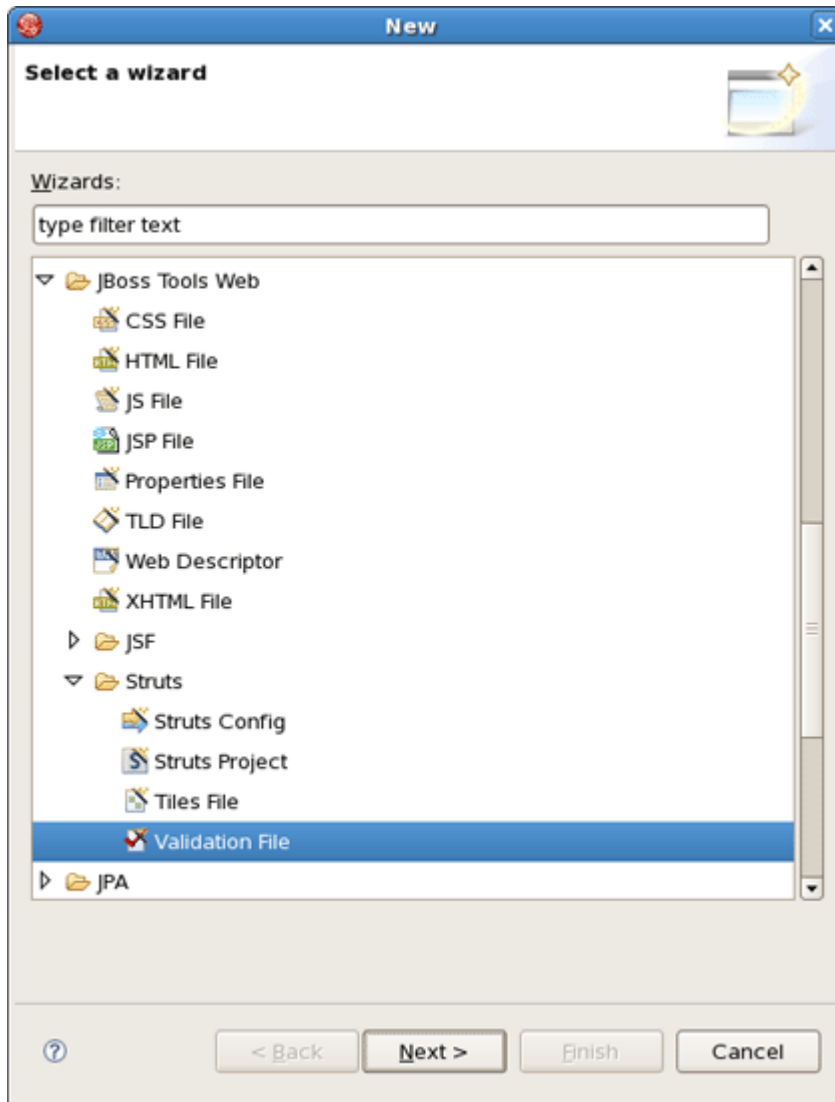 New
Select a wizard
Wizards:
type filter text
JBoss Tools Web
CSS File
HTML File
JS File
JSP File
Properties File
TLD File
Web Descriptor
XHTML File
JSF
Struts
Struts Config
Struts Project
Tiles File
Validation File
JPA
< Back Next > Finish Cancel